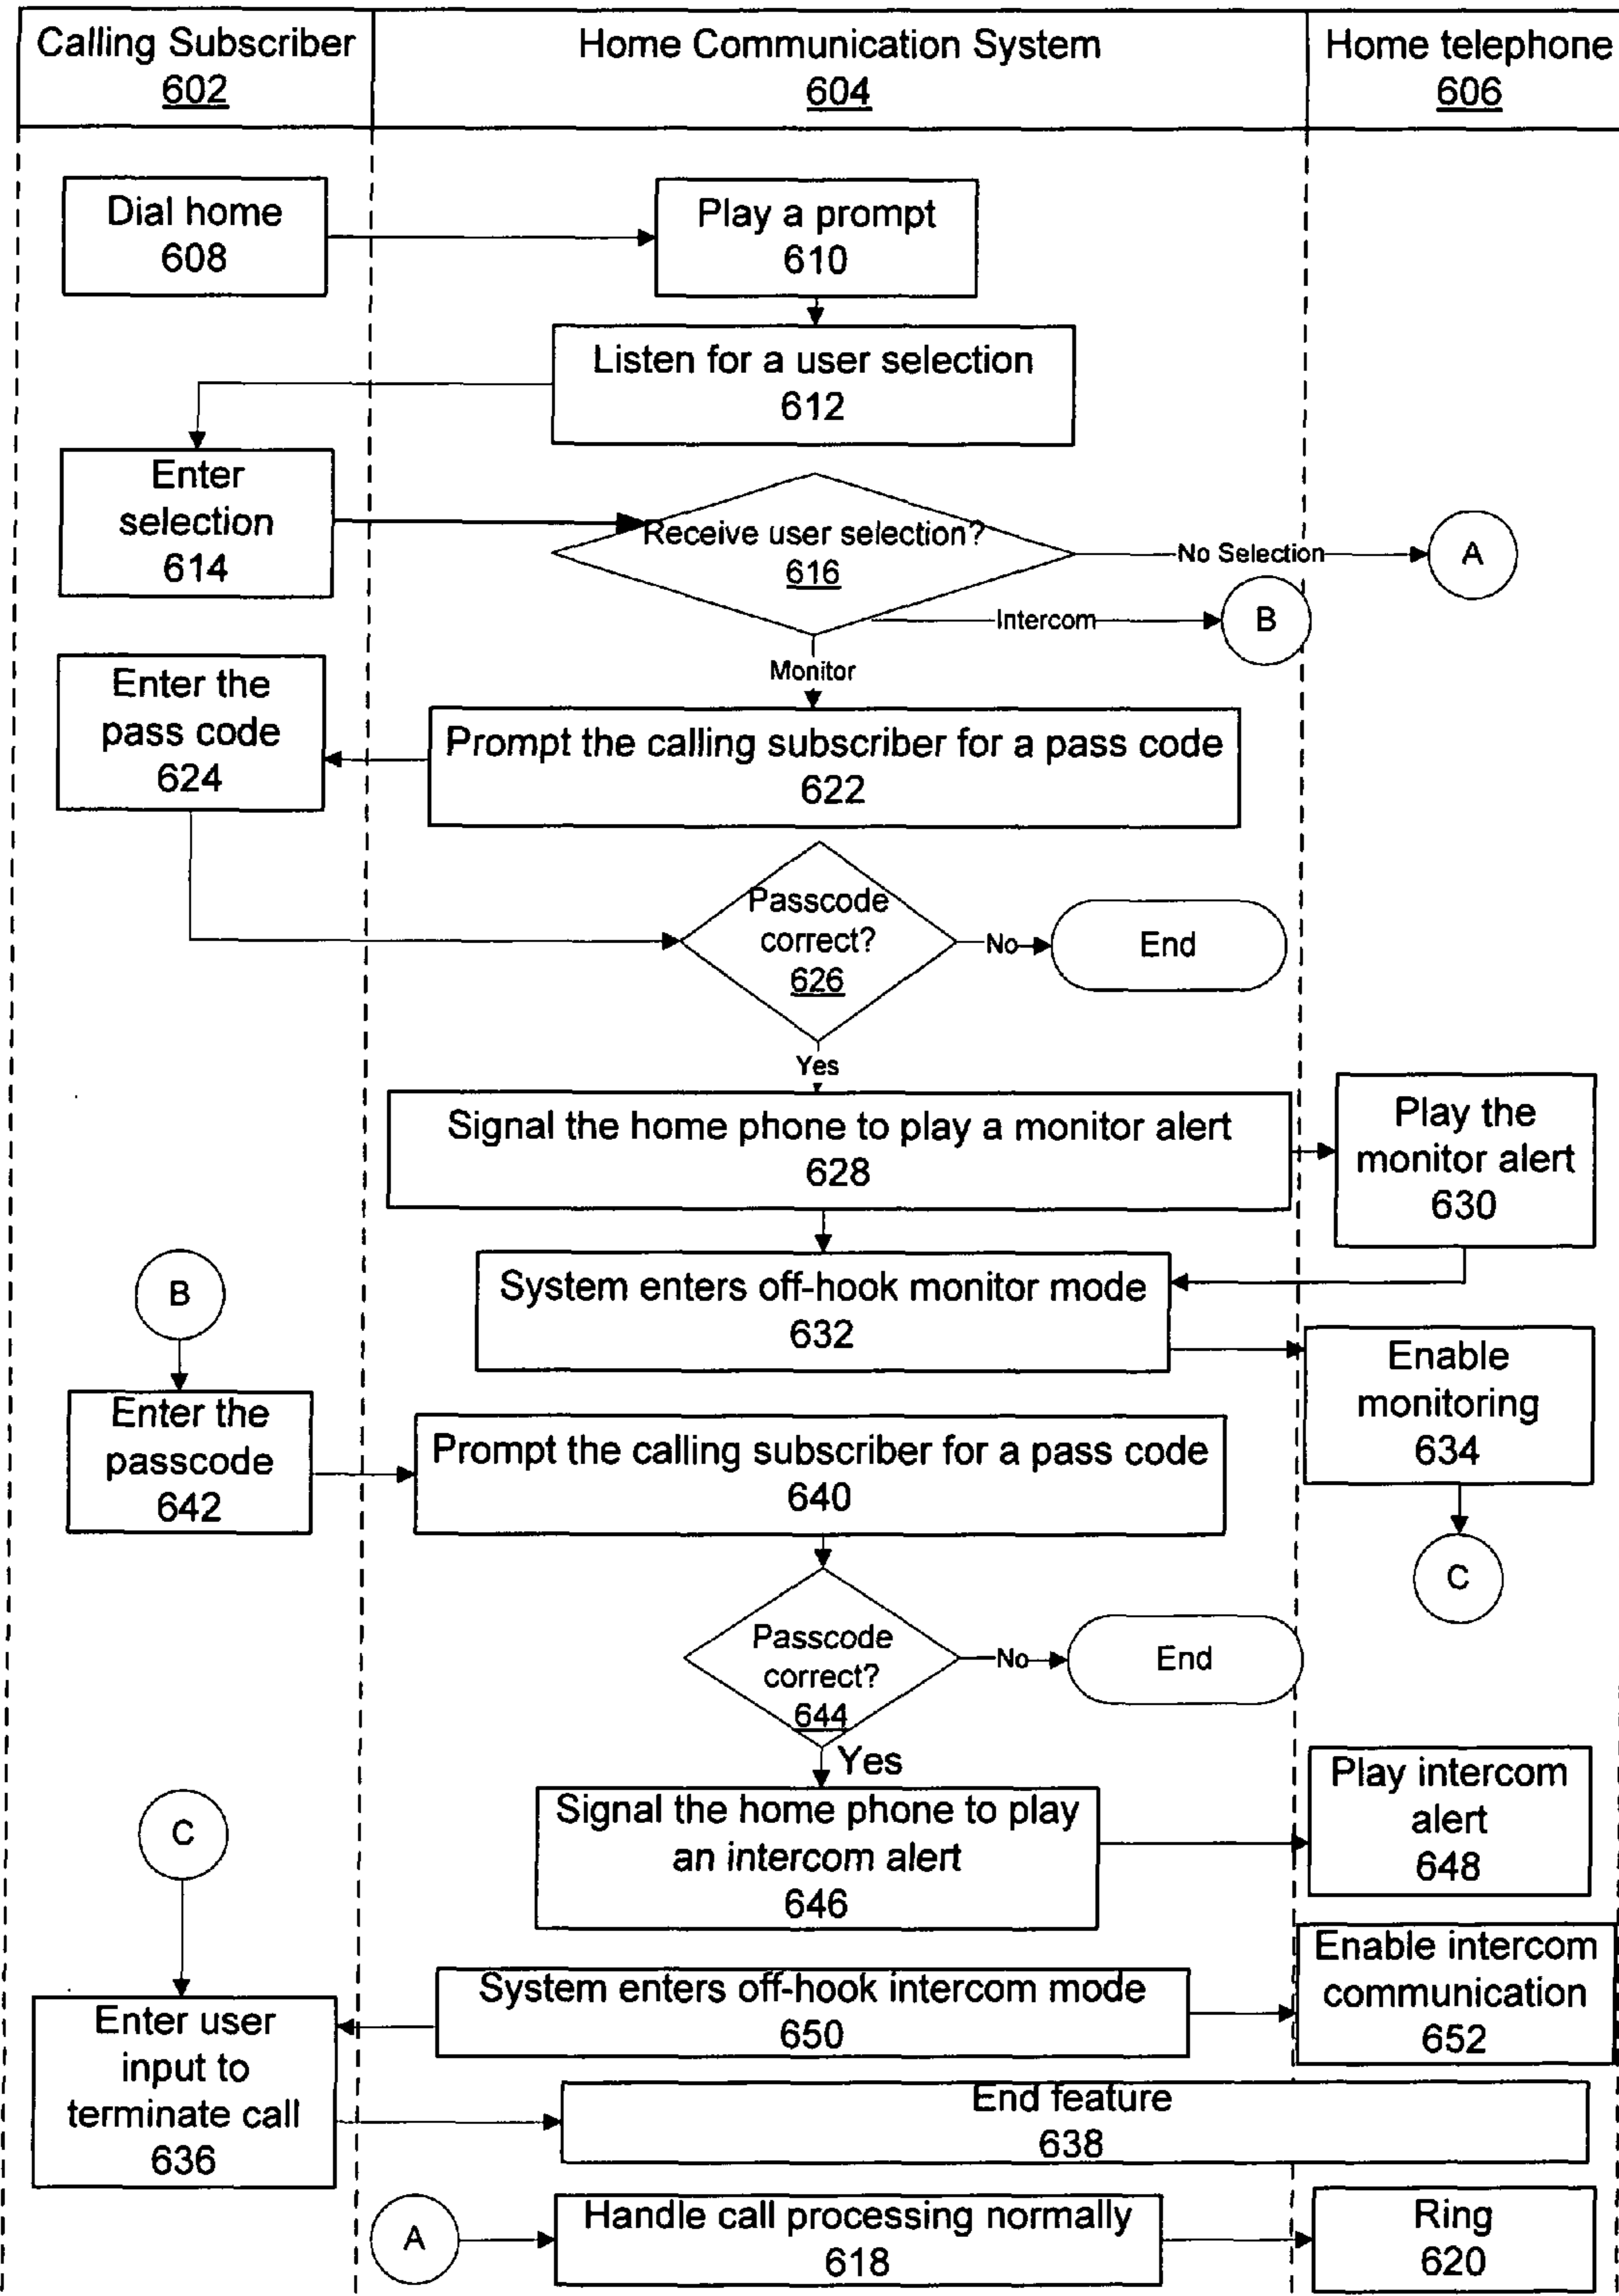 Calling Subscriber
602
Home Communication System
604
Home telephone
606
Dial home
608
Play a prompt
610
Listen for a user selection
612
Enter
selection
614
Receive user selection?
616
No Selection
A
Intercom
B
Monitor
Enter the
pass code
624
Prompt the calling subscriber for a pass code
622
Passcode
correct?
626
No
End
Yes
Signal the home phone to play a monitor alert
628
Play the
monitor alert
630
B
System enters off-hook monitor mode
632
Enable
monitoring
634
Enter the
passcode
642
Prompt the calling subscriber for a pass code
640
C
Passcode
correct?
644
No
End
Yes
C
Signal the home phone to play
an intercom alert
646
Play intercom
alert
648
System enters off-hook intercom mode
650
Enable intercom
communication
652
Enter user
input to
terminate call
636
End feature
638
A
Handle call processing normally
618
Ring
620